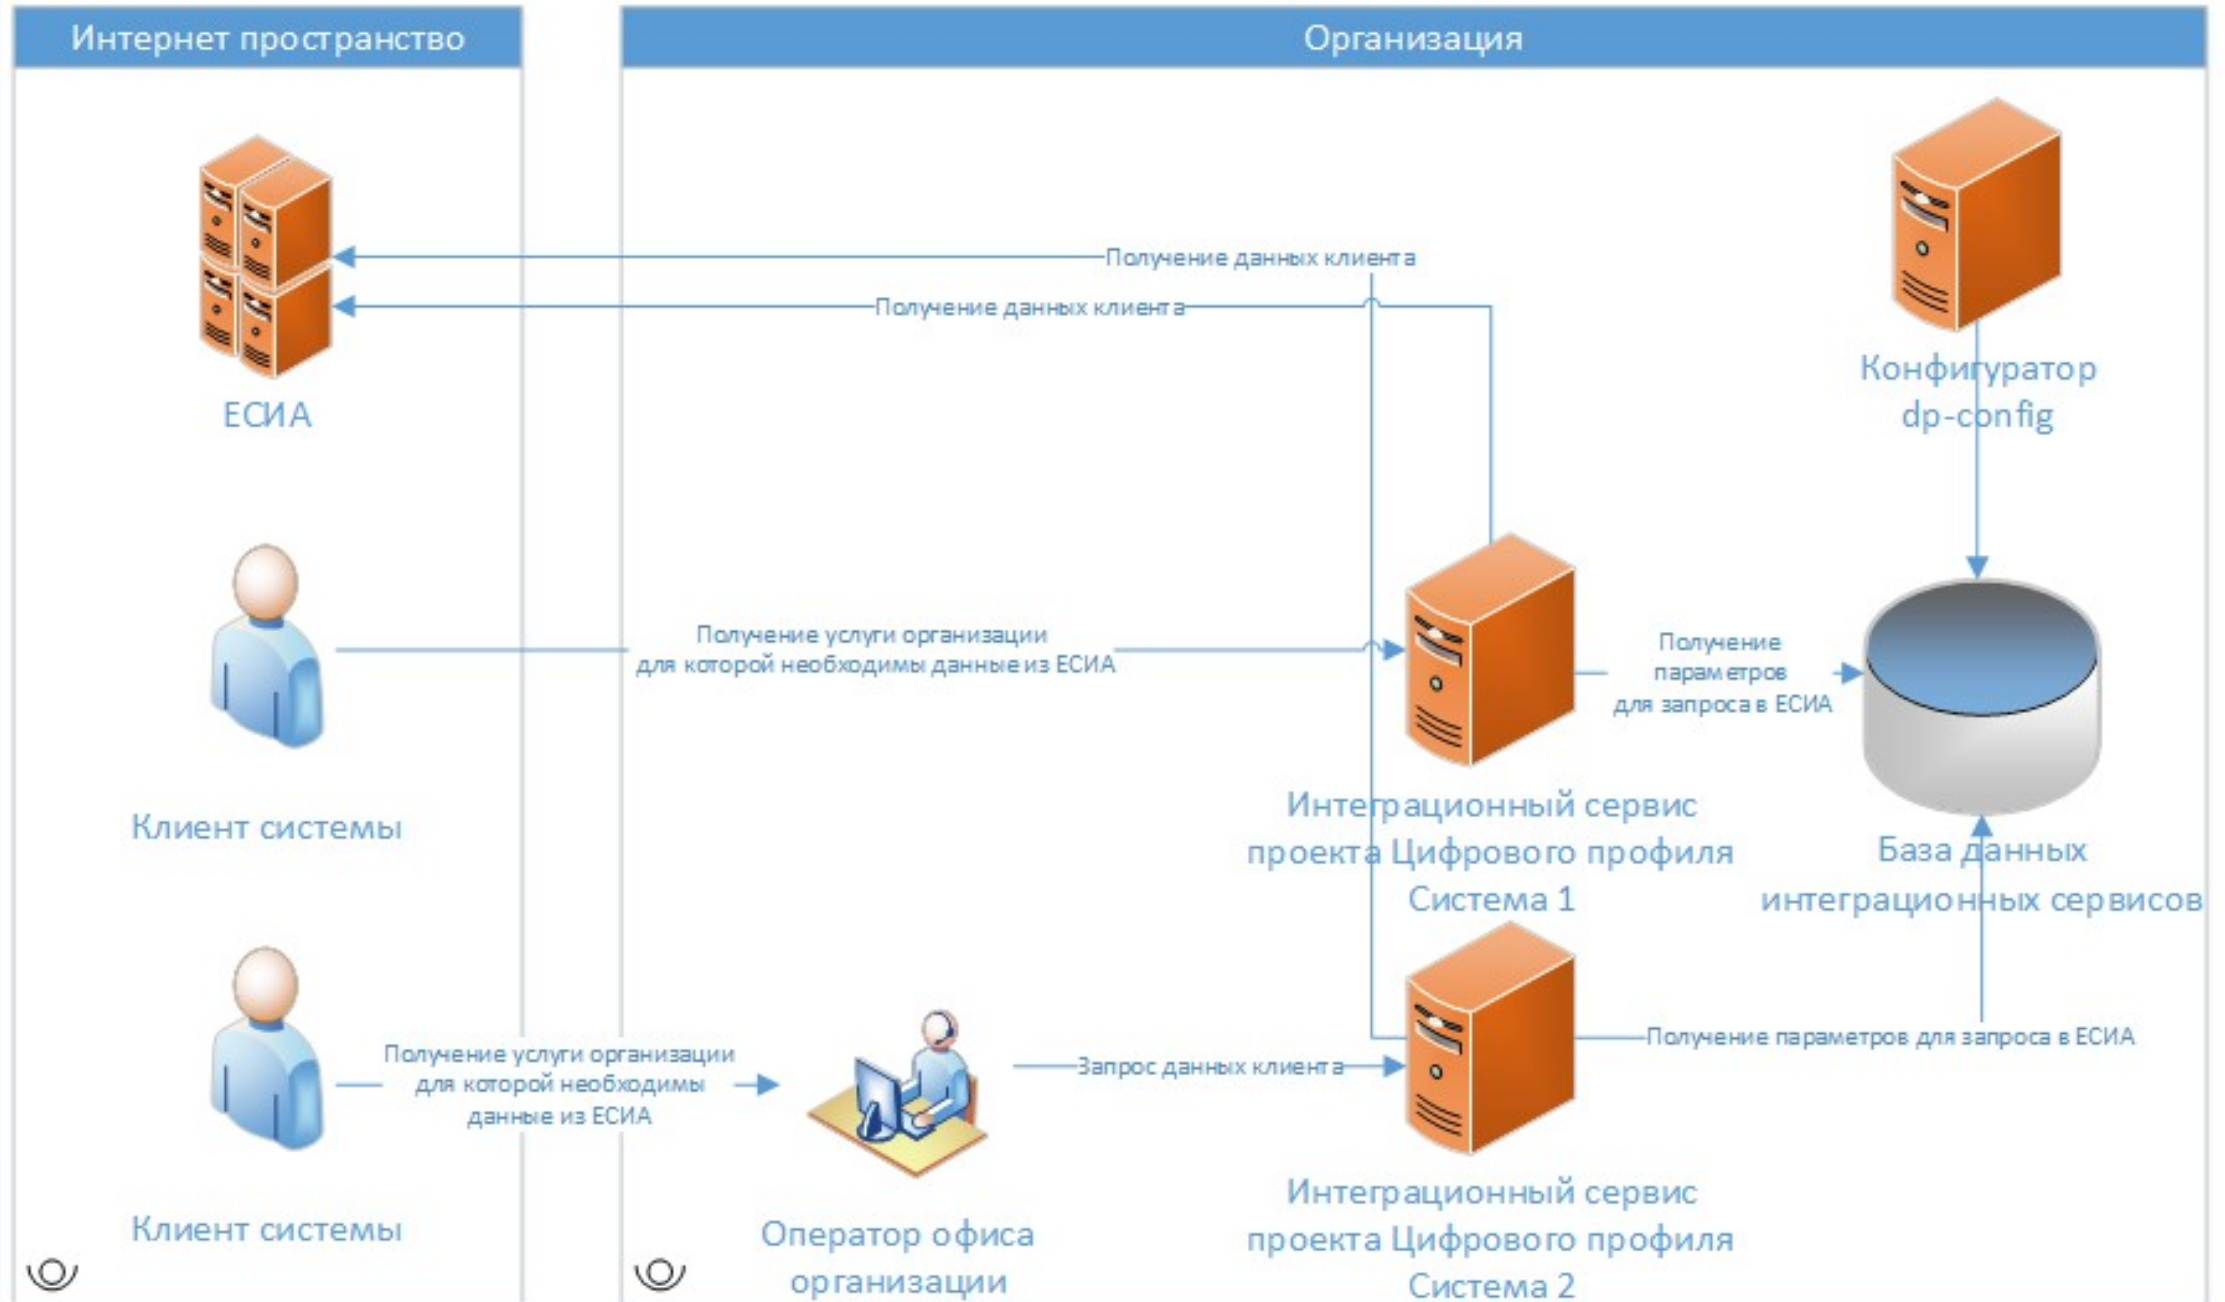 Интернет пространство
Организация
Получение данных клиента
Получение данных клиента
ЕСИА
Конфигуратор
dp-config
Получение услуги организации
для которой необходимы данные из ЕСИА
Получение
параметров
для запроса в ЕСИА
Клиент системы
Интеграционный сервис
проекта Цифрового профиля
Система 1
База данных
интеграционных сервисов
Получение услуги организации
для которой необходимы
данные из ЕСИА
Запрос данных клиента
Получение параметров для запроса в ЕСИА
Клиент системы
Оператор офиса
организации
Интеграционный сервис
проекта Цифрового профиля
Система 2